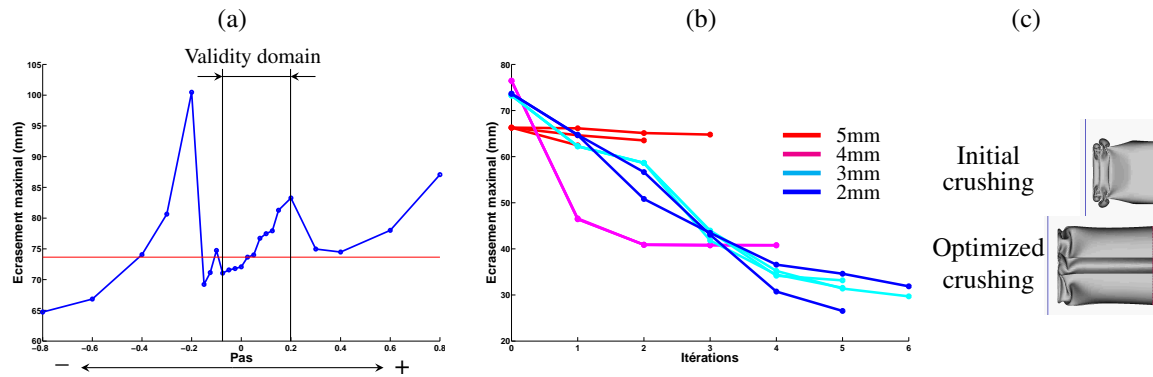 (a)
Validity domain
105
100
95
90
85
80
75
70
65
60
Ecrasement maximal (mm)
−0.8 −0.6 −0.4 −0.2 0 0.2 0.4 0.6 0.8
Pas
− +
(b)
80
70
60
50
40
30
20
Ecrasement maximal (mm)
0 1 2 3 4 5 6
Itérations
5mm
4mm
3mm
2mm
(c)
Initial
crushing
Optimized
crushing